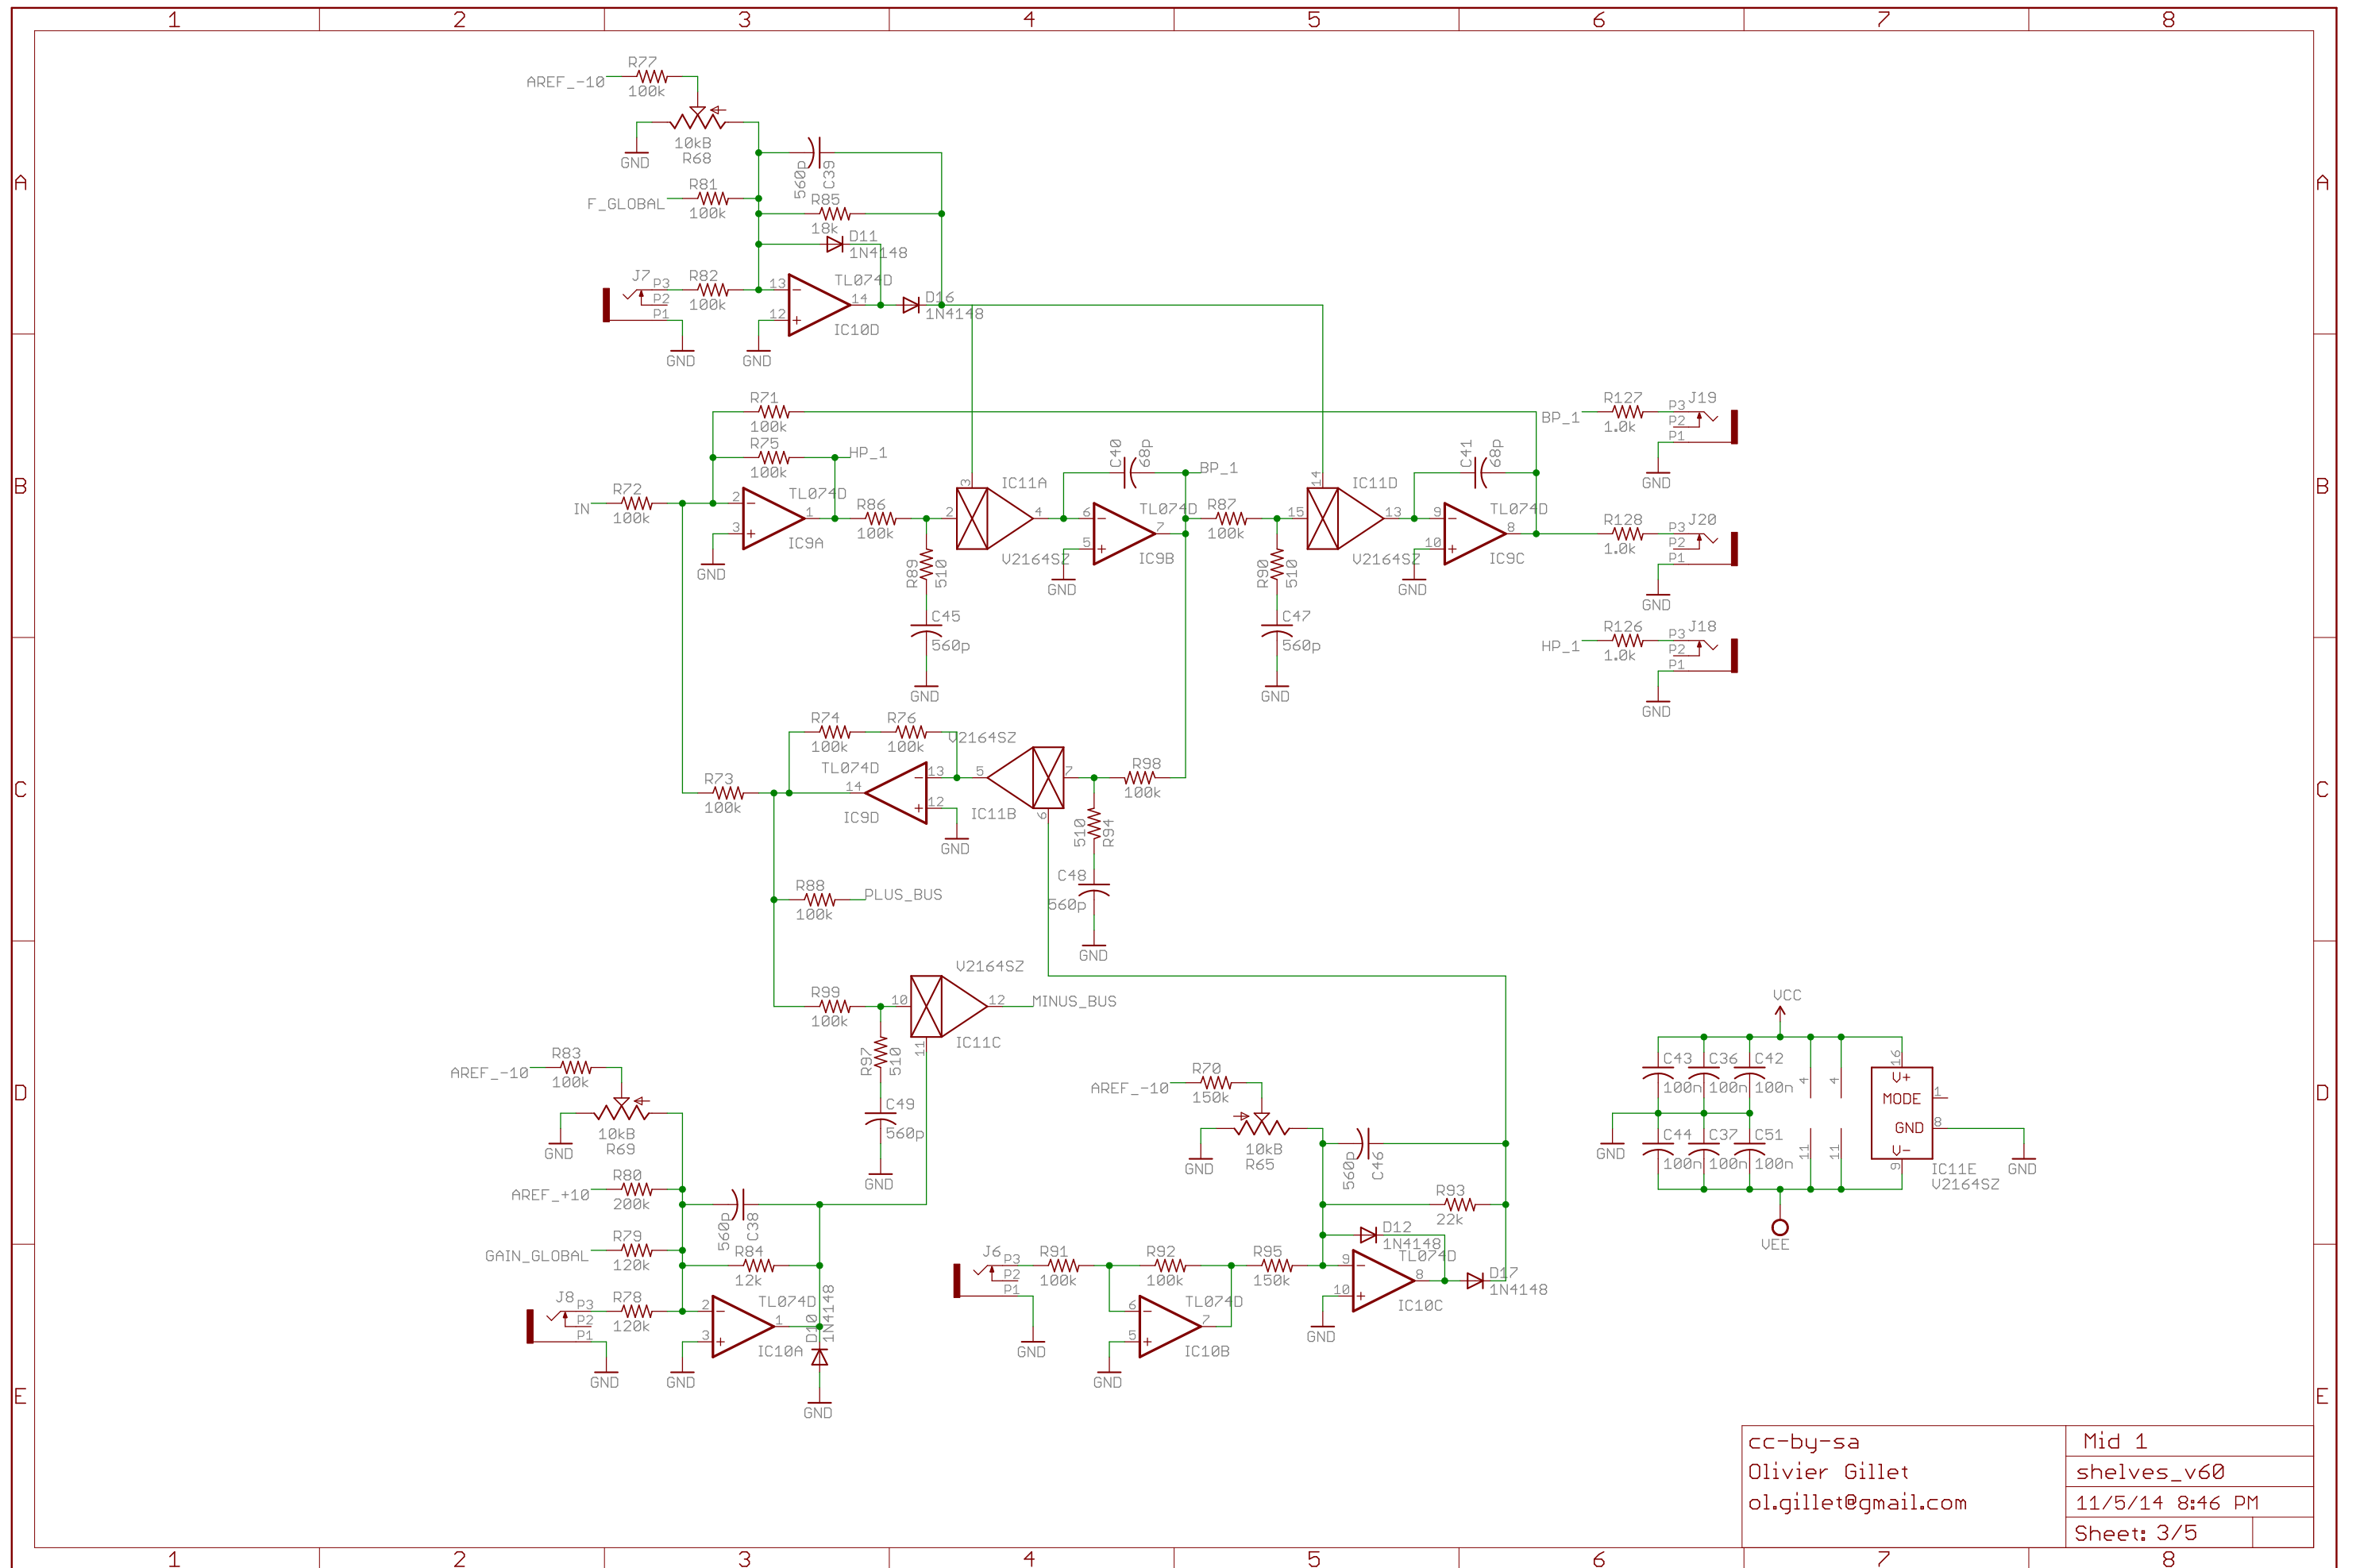 1 2 3 4 5 6 7 8
A
B
C
D
E
A
B
C
D
E
R77
AREF_-10
100k
10kB
R68
GND
560p
C39
R81
F_GLOBAL
100k
R85
18k
D11
1N4148
J7
P3
P2
P1
R82
100k
13
12
14
TL074D
IC10D
D16
1N4148
GND
GND
R71
100k
R75
100k
HP_1
R72
IN
100k
2
3
1
TL074D
IC9A
GND
R86
100k
R89
510
C45
560p
GND
3
2
4
IC11A
V2164SZ
C40
68p
BP_1
6
5
7
TL074D
IC9B
GND
R87
100k
R90
510
C47
560p
GND
14
15
13
IC11D
V2164SZ
C41
68p
9
10
8
TL074D
IC9C
GND
BP_1
R127
1.0k
P3
P2
P1
J19
GND
R128
1.0k
P3
P2
P1
J20
GND
HP_1
R126
1.0k
P3
P2
P1
J18
GND
R74
100k
R76
100k
V2164SZ
TL074D
R73
100k
14
13
12
IC9D
GND
5
7
6
IC11B
R98
100k
510
R94
C48
560p
GND
R88
100k
PLUS_BUS
V2164SZ
R99
100k
10
12
11
MINUS_BUS
IC11C
R97
510
C49
560p
GND
R83
AREF_-10
100k
10kB
R69
GND
R80
AREF_+10
200k
560p
C38
R79
GAIN_GLOBAL
120k
R84
12k
J8
P3
P2
P1
R78
120k
2
3
1
TL074D
IC10A
D10
1N4148
GND
GND
GND
R70
AREF_-10
150k
10kB
R65
GND
560p
C46
R93
22k
D12
1N4148
J6
P3
P2
P1
R91
100k
R92
100k
R95
150k
6
5
7
TL074D
IC10B
GND
GND
9
10
8
TL074D
IC10C
D17
1N4148
GND
VCC
C43
100n
C36
100n
C42
100n
C44
100n
C37
100n
C51
100n
GND
4
4
11
11
16
V+
MODE
GND
V-
1
8
9
IC11E
V2164SZ
GND
VEE
cc-by-sa
Olivier Gillet
ol.gillet@gmail.com
Mid 1
shelves_v60
11/5/14 8:46 PM
Sheet: 3/5
1 2 3 4 5 6 7 8